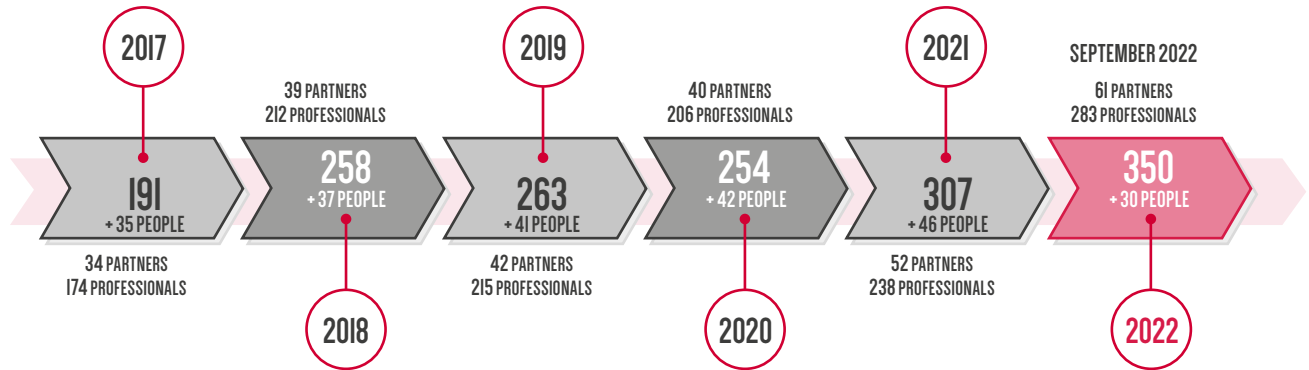 2017
191
+ 35 PEOPLE
34 PARTNERS
174 PROFESSIONALS
39 PARTNERS
212 PROFESSIONALS
258
+ 37 PEOPLE
2018
2019
263
+ 41 PEOPLE
42 PARTNERS
215 PROFESSIONALS
40 PARTNERS
206 PROFESSIONALS
254
+ 42 PEOPLE
2020
2021
307
+ 46 PEOPLE
52 PARTNERS
238 PROFESSIONALS
SEPTEMBER 2022
61 PARTNERS
283 PROFESSIONALS
350
+ 30 PEOPLE
2022